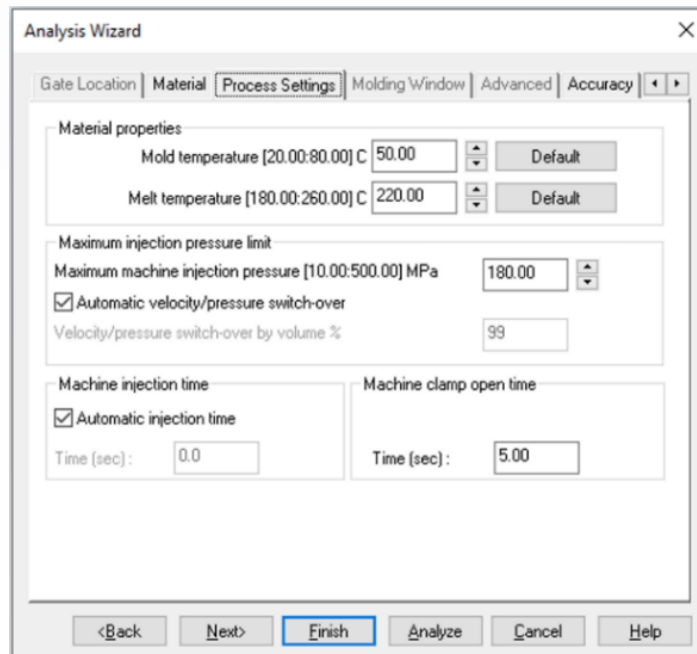 Analysis Wizard
Gate Location Material Process Settings Molding Window Advanced Accuracy
Material properties
Mold temperature [20.00:80.00] C 50.00 Default
Melt temperature [180.00:260.00] C 220.00 Default
Maximum injection pressure limit
Maximum machine injection pressure [10.00:500.00] MPa 180.00
Automatic velocity/pressure switch-over
Velocity/pressure switch-over by volume % 99
Machine injection time Machine clamp open time
Automatic injection time
Time (sec) : 0.0 Time (sec) : 5.00
<Back Next> Finish Analyze Cancel Help